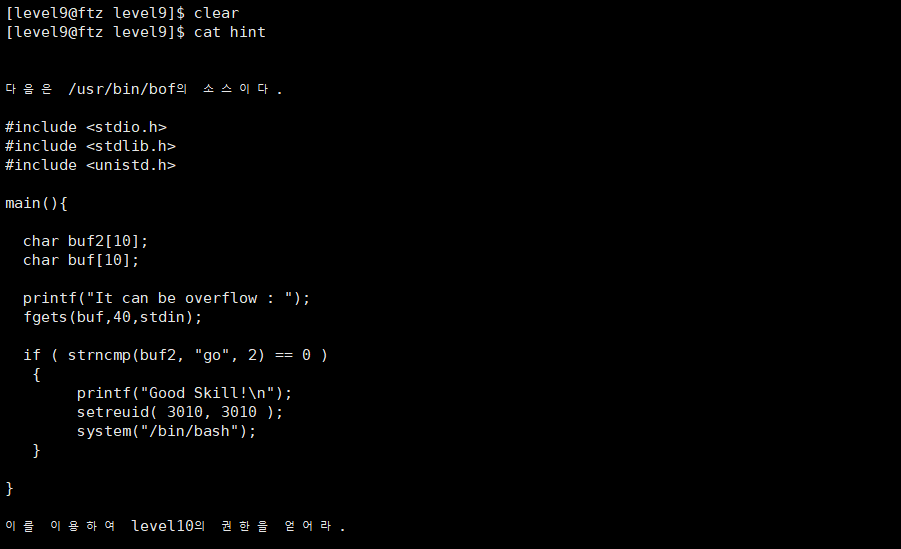 [level9@ftz level9]$ clear
[level9@ftz level9]$ cat hint
다음은 /usr/bin/bof의 소스이다.
#include <stdio.h>
#include <stdlib.h>
#include <unistd.h>
main(){
char buf2[10];
char buf[10];
printf("It can be overflow : ");
fgets(buf,40,stdin);
if ( strncmp(buf2, "go", 2) == 0 )
{
printf("Good Skill!\n");
setreuid( 3010, 3010 );
system("/bin/bash");
}
}
이를 이용하여 level10의 권한을 얻어라.